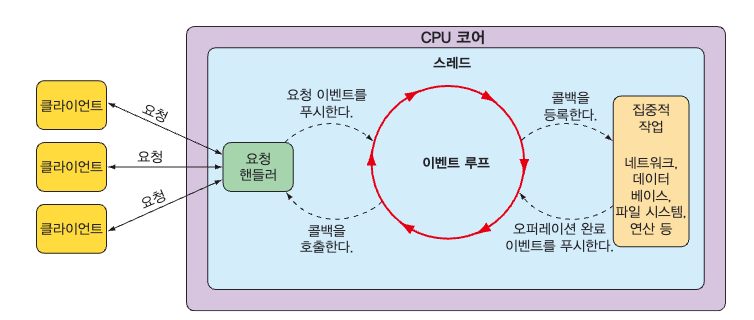 CPU 코어
스레드
클라이언트
클라이언트
클라이언트
요청
요청
요청
요청
핸들러
요청 이벤트를
푸시한다.
콜백을
호출한다.
이벤트 루프
콜백을
등록한다.
오퍼레이션 완료
이벤트를 푸시한다.
집중적
작업
네트워크,
데이터
베이스,
파일 시스템,
연산 등